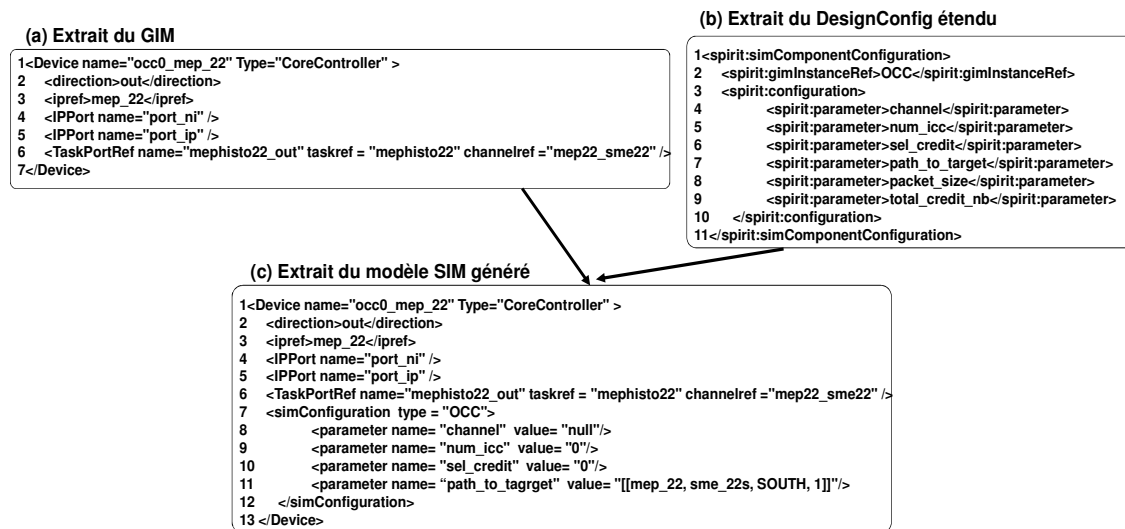 (a) Extrait du GIM
1<Device name="occ0_mep_22" Type="CoreController" >
2 <direction>out</direction>
3 <ipref>mep_22</ipref>
4 <IPPort name="port_ni" />
5 <IPPort name="port_ip" />
6 <TaskPortRef name="mephisto22_out" taskref = "mephisto22" channelref ="mep22_sme22" />
7</Device>
(b) Extrait du DesignConfig étendu
1<spirit:simComponentConfiguration>
2 <spirit:gimInstanceRef>OCC</spirit:gimInstanceRef>
3 <spirit:configuration>
4 <spirit:parameter>channel</spirit:parameter>
5 <spirit:parameter>num_icc</spirit:parameter>
6 <spirit:parameter>sel_credit</spirit:parameter>
7 <spirit:parameter>path_to_target</spirit:parameter>
8 <spirit:parameter>packet_size</spirit:parameter>
9 <spirit:parameter>total_credit_nb</spirit:parameter>
10 </spirit:configuration>
11</spirit:simComponentConfiguration>
(c) Extrait du modèle SIM généré
1<Device name="occ0_mep_22" Type="CoreController" >
2 <direction>out</direction>
3 <ipref>mep_22</ipref>
4 <IPPort name="port_ni" />
5 <IPPort name="port_ip" />
6 <TaskPortRef name="mephisto22_out" taskref = "mephisto22" channelref ="mep22_sme22" />
7 <simConfiguration type = "OCC">
8 <parameter name= "channel" value= "null"/>
9 <parameter name= "num_icc" value= "0"/>
10 <parameter name= "sel_credit" value= "0"/>
11 <parameter name= “path_to_tagrget" value= "[[mep_22, sme_22s, SOUTH, 1]]"/>
12 </simConfiguration>
13 </Device>